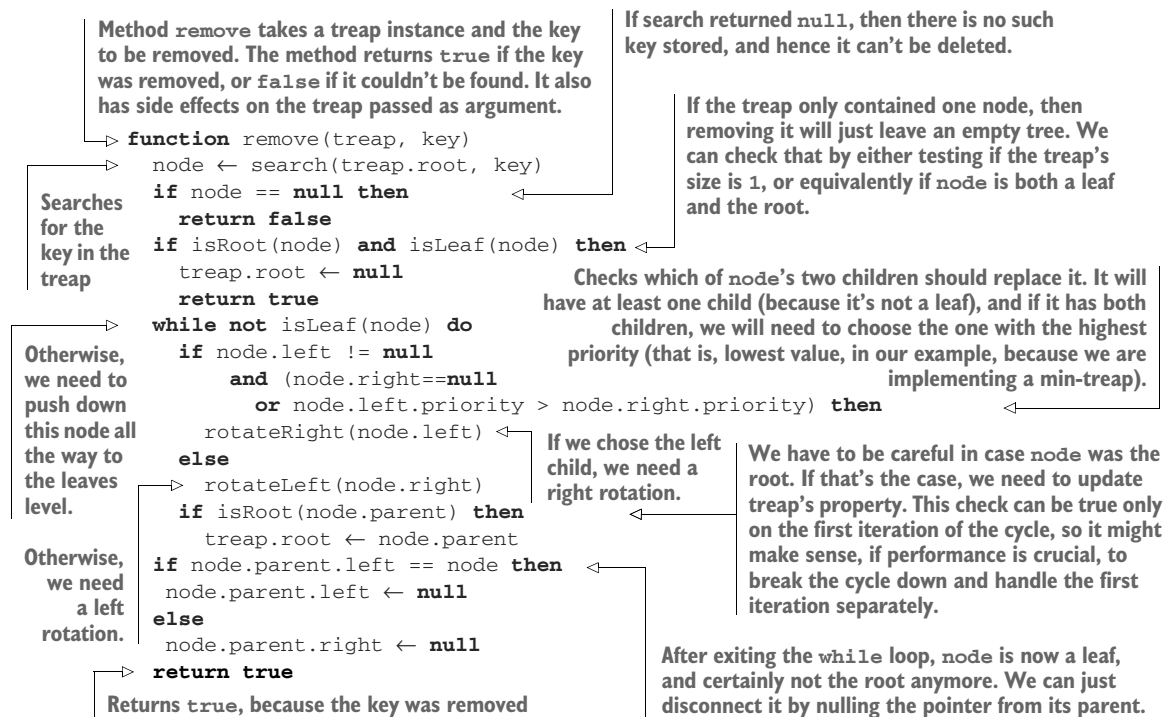 Method remove takes a treap instance and the key
to be removed. The method returns true if the key
was removed, or false if it couldn't be found. It also
has side effects on the treap passed as argument.
If search returned null, then there is no such
key stored, and hence it can't be deleted.
If the treap only contained one node, then
removing it will just leave an empty tree. We
can check that by either testing if the treap's
size is 1, or equivalently if node is both a leaf
and the root.
function remove(treap, key)
node ← search(treap.root, key)
if node == null then
return false
if isRoot(node) and isLeaf(node) then
treap.root ← null
return true
Searches
for the
key in the
treap
Checks which of node's two children should replace it. It will
have at least one child (because it's not a leaf), and if it has both
children, we will need to choose the one with the highest
priority (that is, lowest value, in our example, because we are
implementing a min-treap).
while not isLeaf(node) do
if node.left != null
and (node.right==null
or node.left.priority > node.right.priority) then
rotateRight(node.left)
else
rotateLeft(node.right)
if isRoot(node.parent) then
treap.root ← node.parent
if node.parent.left == node then
node.parent.left ← null
else
node.parent.right ← null
return true
Otherwise,
we need to
push down
this node all
the way to
the leaves
level.
If we chose the left
child, we need a
right rotation.
We have to be careful in case node was the
root. If that's the case, we need to update
treap's property. This check can be true only
on the first iteration of the cycle, so it might
make sense, if performance is crucial, to
break the cycle down and handle the first
iteration separately.
Otherwise,
we need
a left
rotation.
After exiting the while loop, node is now a leaf,
and certainly not the root anymore. We can just
disconnect it by nulling the pointer from its parent.
Returns true, because the key was removed